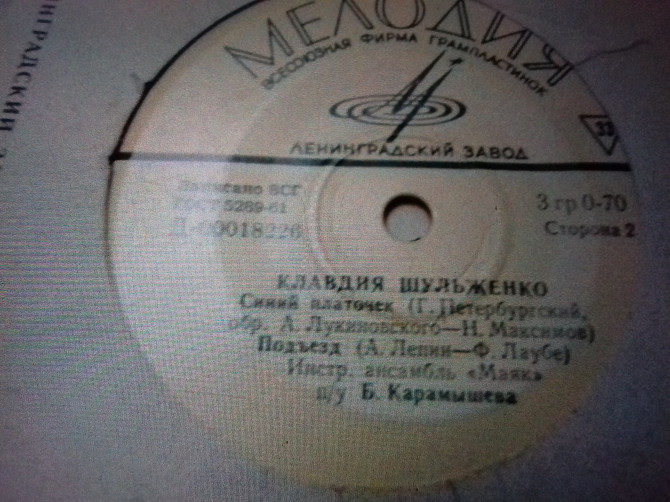 МЕЛОДИЯ
ВСЕСОЮЗНАЯ ФИРМА ГРАМПЛАСТИНОК
33
ЛЕНИНГРАДСКИЙ ЗАВОД
Записано ВСГ
ГОСТ 5289-61
Д-00018226
3 гр 0-70
Сторона 2
КЛАВДИЯ ШУЛЬЖЕНКО
Синий платочек (Г. Петербургский,
обр. А. Лукиновского—Н. Максимов)
Подъезд (А. Лепин—Ф. Лаубе)
Инстр. ансамбль «Маяк»
п/у Б. Карамышева